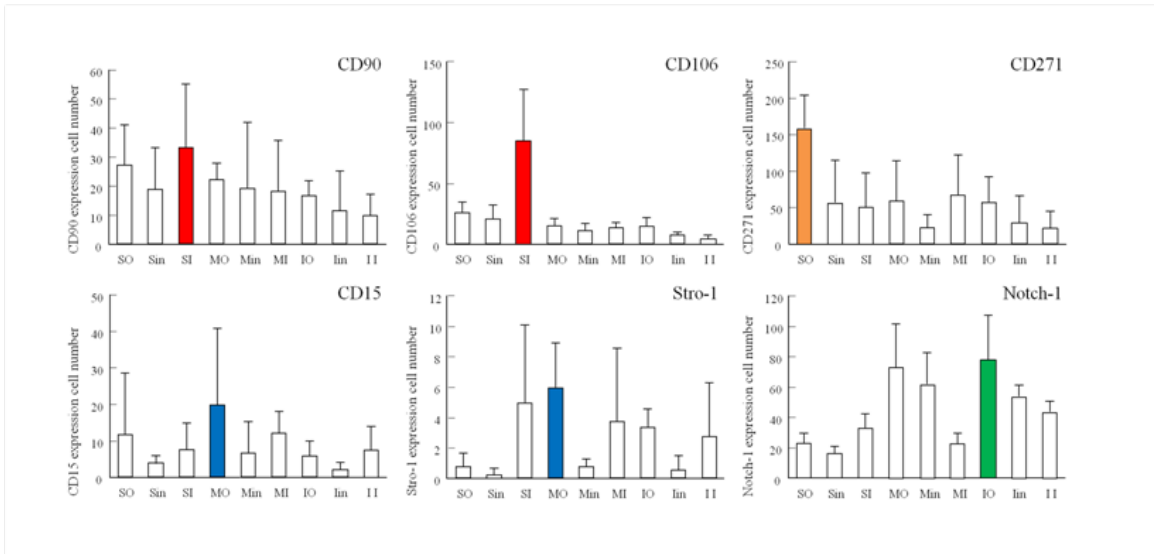 CD90
CD90 expression cell number
60
50
40
30
20
10
0
SO Sin SI MO Min MI IO Iin I I
CD106
CD106 expression cell number
150
100
50
0
SO Sin SI MO Min MI IO Iin I I
CD271
CD271 expression cell number
250
200
150
100
50
0
SO Sin SI MO Min MI IO Iin I I
CD15
CD15 expression cell number
50
40
30
20
10
0
SO Sin SI MO Min MI IO Iin I I
Stro-1
Stro-1 expression cell number
12
10
8
6
4
2
0
SO Sin SI MO Min MI IO Iin I I
Notch-1
Notch-1 expression cell number
120
100
80
60
40
20
0
SO Sin SI MO Min MI IO Iin I I